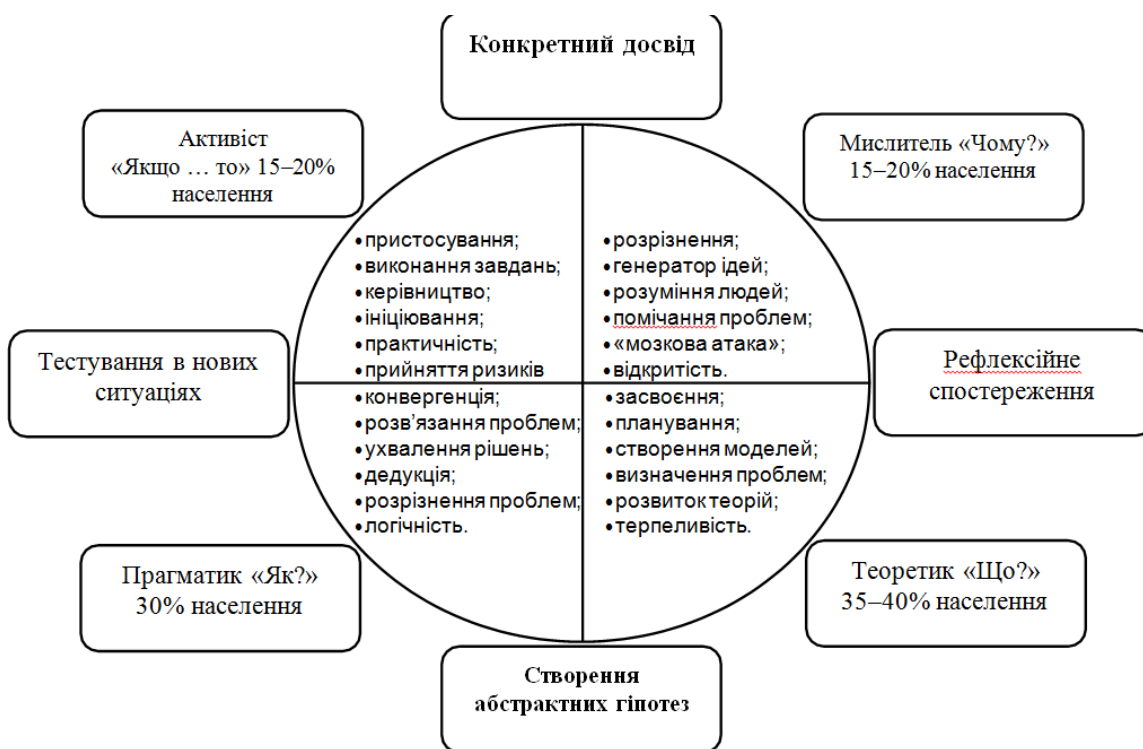 Конкретний досвід
Активіст
«Якщо … то» 15–20%
населення
Мислитель «Чому?»
15–20% населення
•пристосування;
•виконання завдань;
•керівництво;
•ініціювання;
•практичність;
•прийняття ризиків
•розрізнення;
•генератор ідей;
•розуміння людей;
•помічання проблем;
•«мозкова атака»;
•відкритість.
Тестування в нових
ситуаціях
Рефлексійне
спостереження
•конвергенція;
•розв’язання проблем;
•ухвалення рішень;
•дедукція;
•розрізнення проблем;
•логічність.
•засвоєння;
•планування;
•створення моделей;
•визначення проблем;
•розвиток теорій;
•терпеливість.
Прагматик «Як?»
30% населення
Теоретик «Що?»
35–40% населення
Створення
абстрактних гіпотез